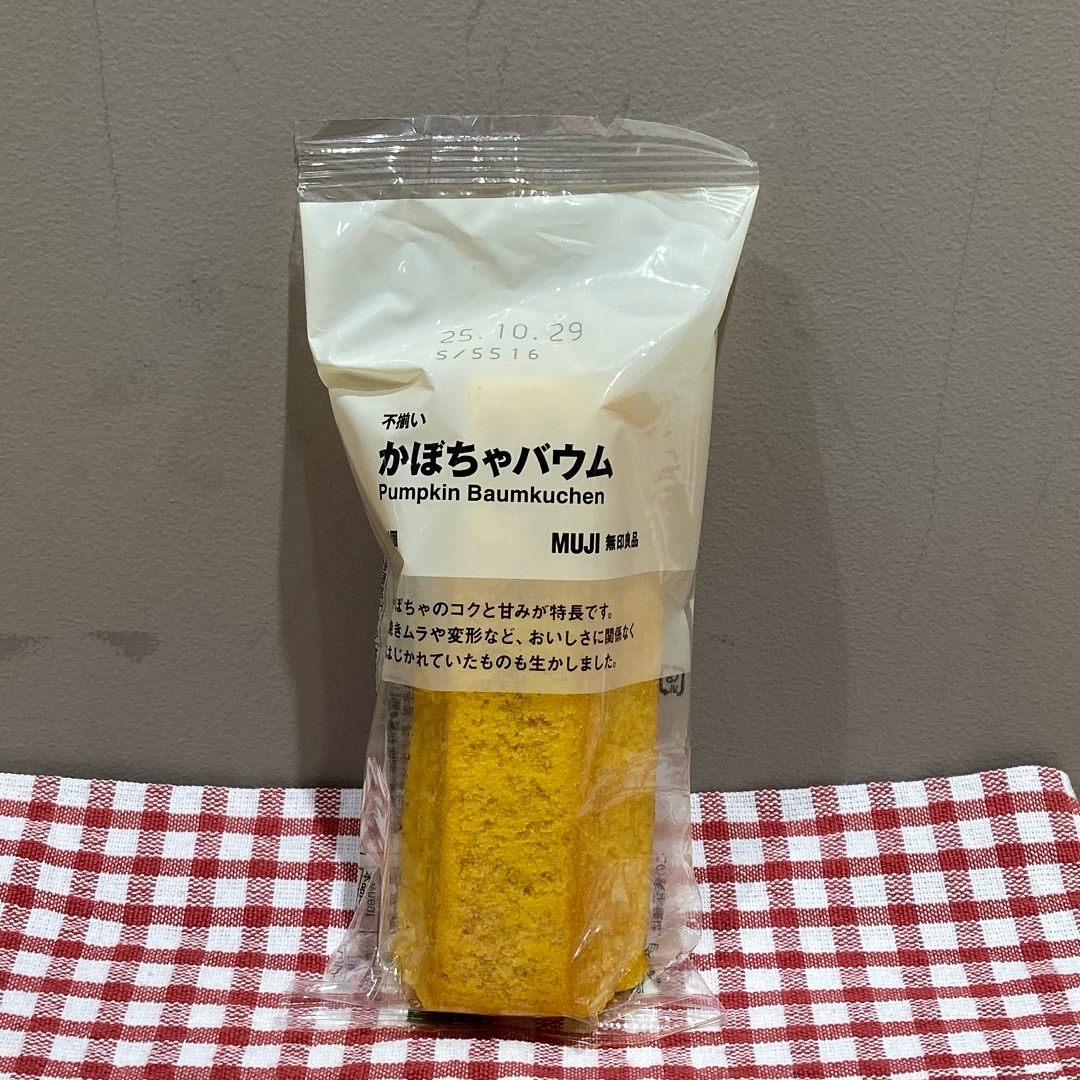 25.10.29
S/5516
不揃い
かぼちゃバウム
Pumpkin Baumkuchen
MUJI 無印良品
ぼちゃのコクと甘みが特長です。
きムラや変形など、おいしさに関係なく
はじかれていたものも生かしました。